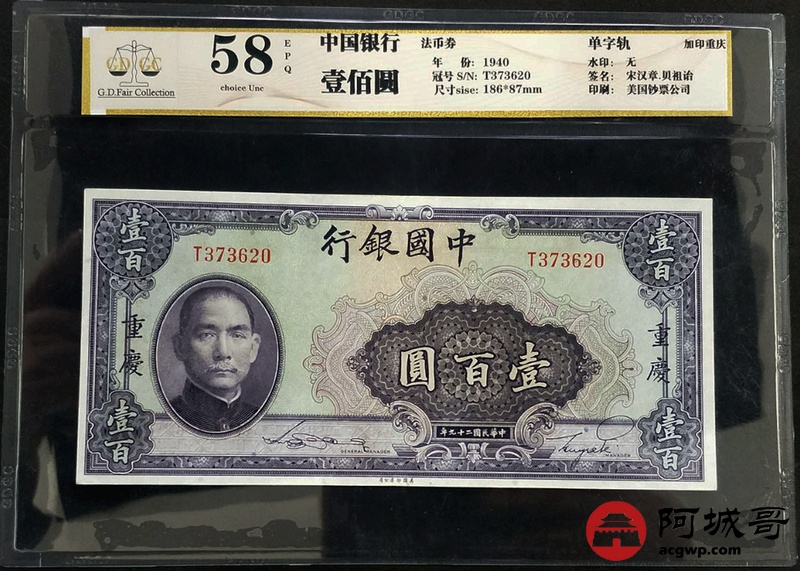 GDGC
G.D.Fair Collection
58
EPQ
choice Unc
中国银行
壹佰圆
法币券
年 份: 1940
冠号 S/N: T373620
尺寸sise: 186*87mm
单字轨 加印重庆
水印: 无
签名: 宋汉章.贝祖诒
印刷: 美国钞票公司
壹百
行銀國中
壹百
T373620
T373620
重慶
重慶
圓百壹
壹百
年九十二國民華中
壹百
GENERAL MANAGER
MANAGER
阿城哥
acgwp.com